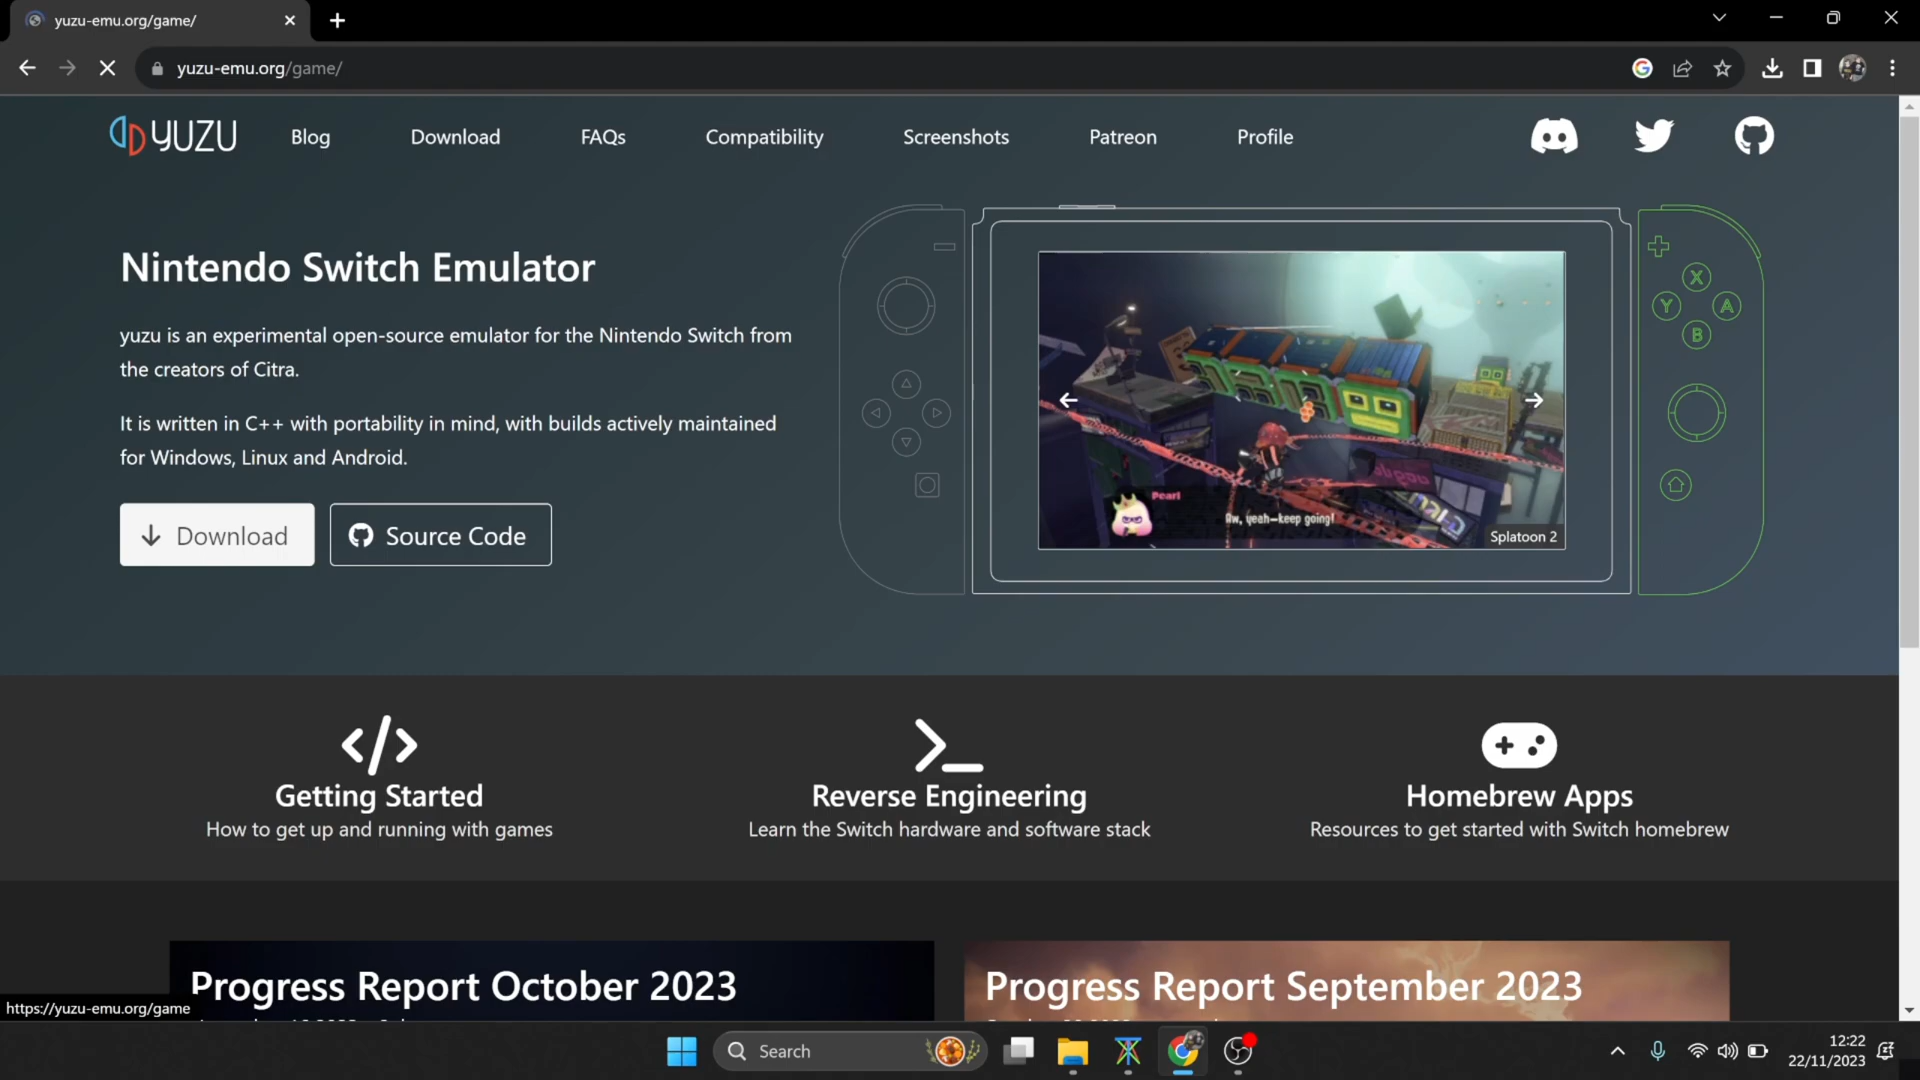 yuzu-emu.org/game/
yuzu-emu.org/game/
YUZU
Blog
Download
FAQs
Compatibility
Screenshots
Patreon
Profile
Nintendo Switch Emulator
yuzu is an experimental open-source emulator for the Nintendo Switch from
the creators of Citra.
It is written in C++ with portability in mind, with builds actively maintained
for Windows, Linux and Android.
Download
Source Code
X
Y
A
B
Pearl
Aw, yeah—keep going!
Splatoon 2
Getting Started
How to get up and running with games
Reverse Engineering
Learn the Switch hardware and software stack
Homebrew Apps
Resources to get started with Switch homebrew
Progress Report October 2023
Progress Report September 2023
https://yuzu-emu.org/game
Search
12:22
22/11/2023